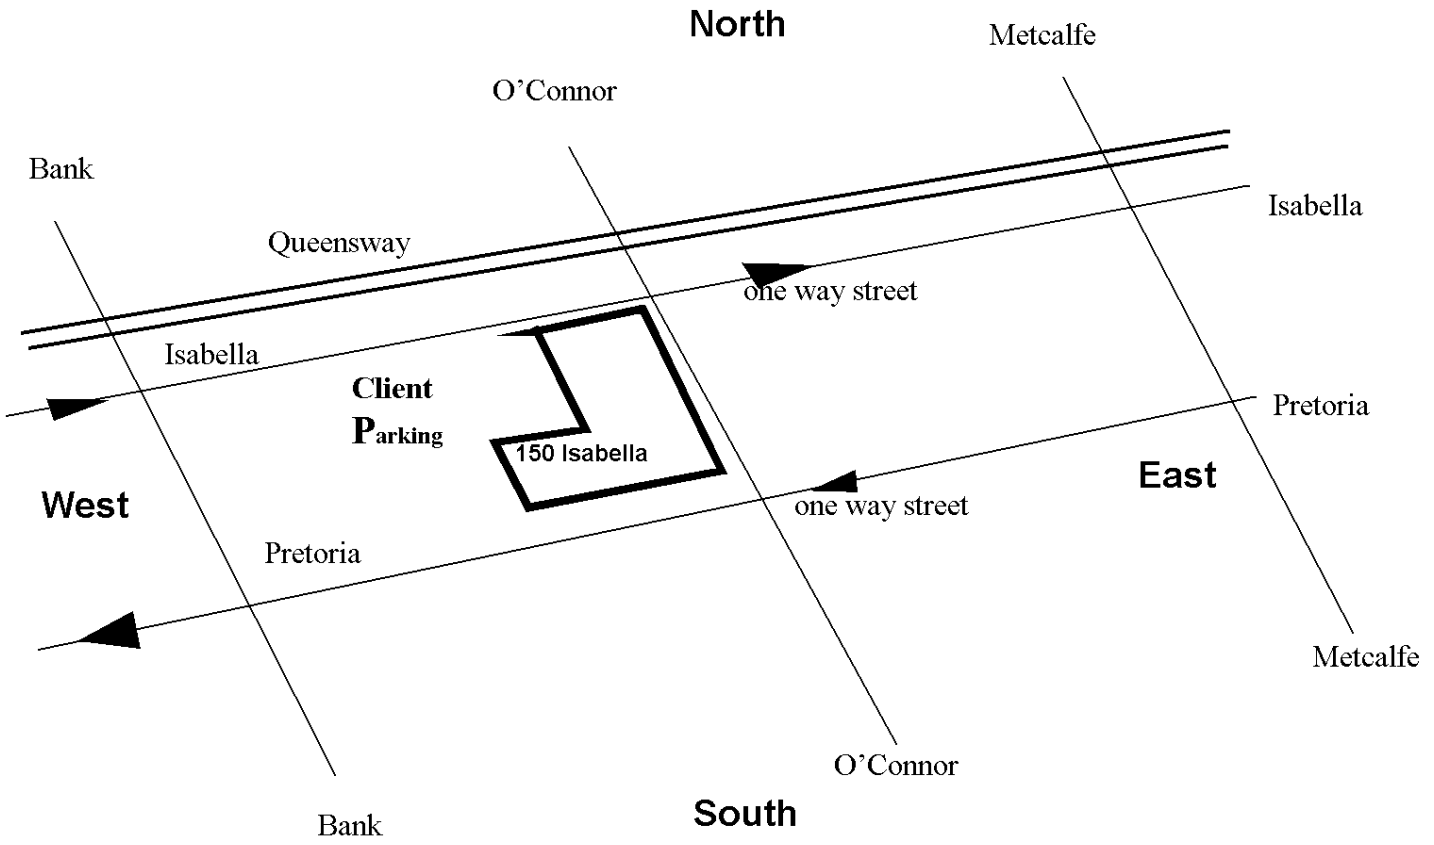 North
Metcalfe
O’Connor
Bank
Isabella
Queensway
one way street
Isabella
Client
Parking
Pretoria
150 Isabella
East
West
one way street
Pretoria
Metcalfe
O’Connor
South
Bank